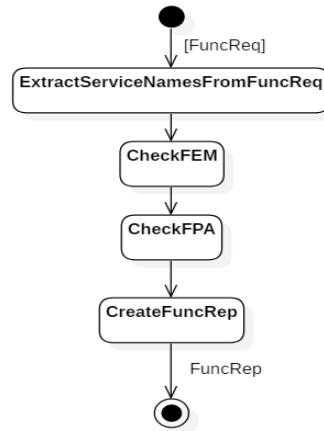 [FuncReq]
ExtractServiceNamesFromFuncReq
CheckFEM
CheckFPA
CreateFuncRep
FuncRep